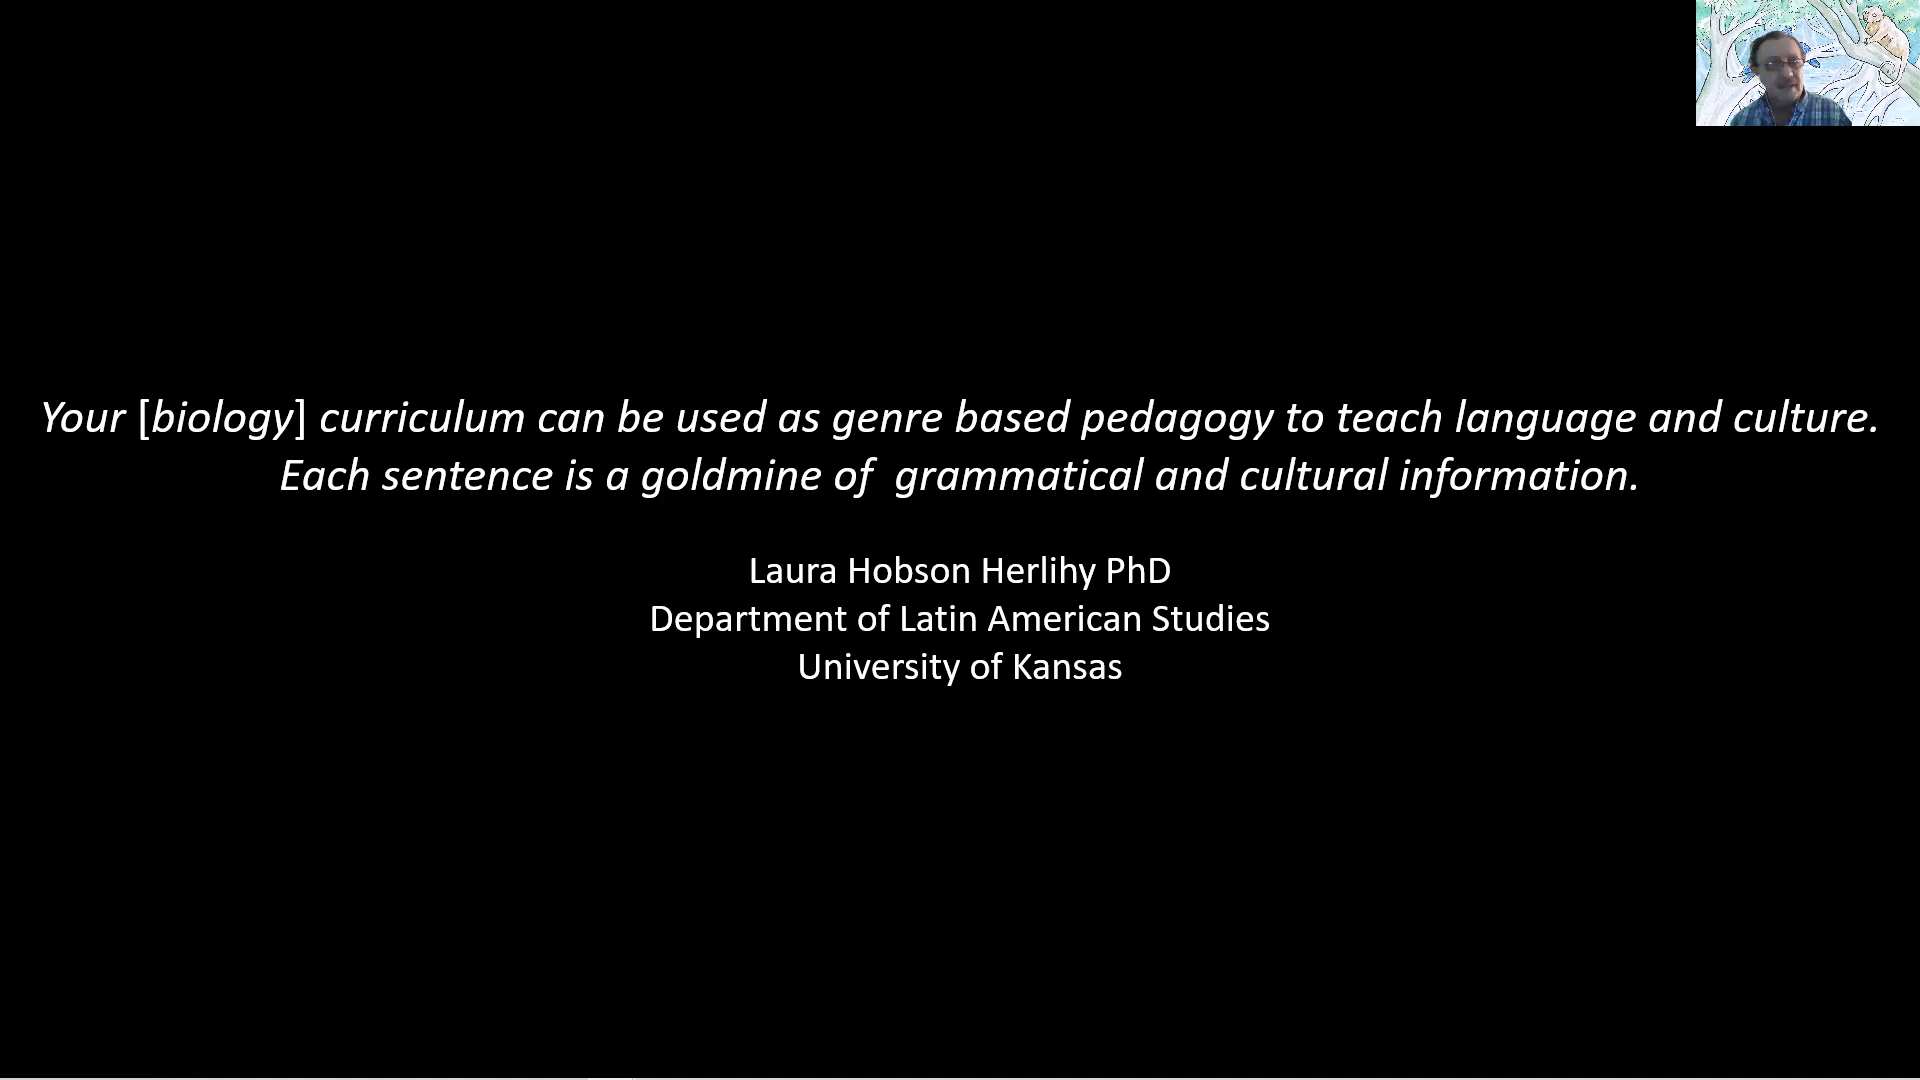 Your [biology] curriculum can be used as genre based pedagogy to teach language and culture.
Each sentence is a goldmine of  grammatical and cultural information.
Laura Hobson Herlihy PhD
Department of Latin American Studies
University of Kansas